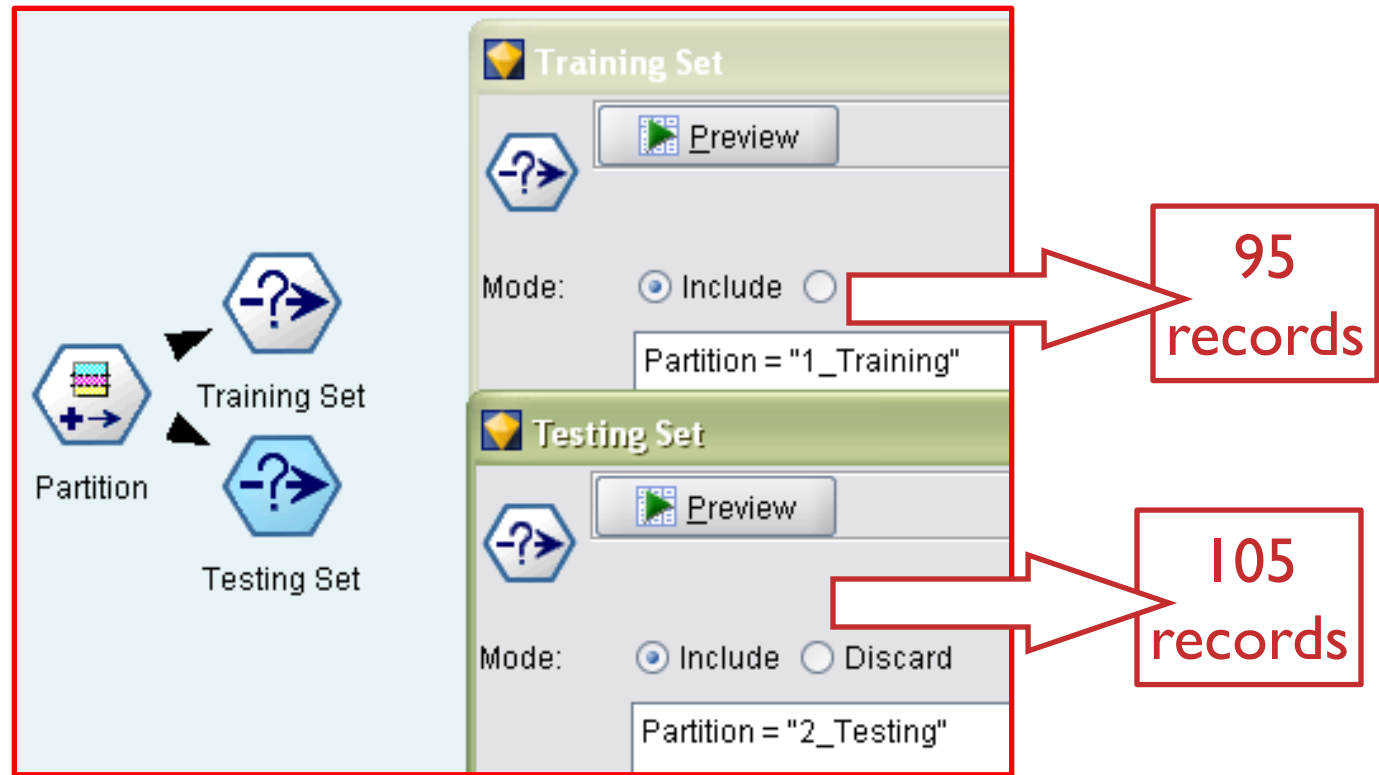 Training Set
Preview
Mode:
Include
Partition = "1_Training"
95
records
Training Set
Partition
Testing Set
Testing Set
Preview
Mode:
Include
Discard
Partition = "2_Testing"
105
records